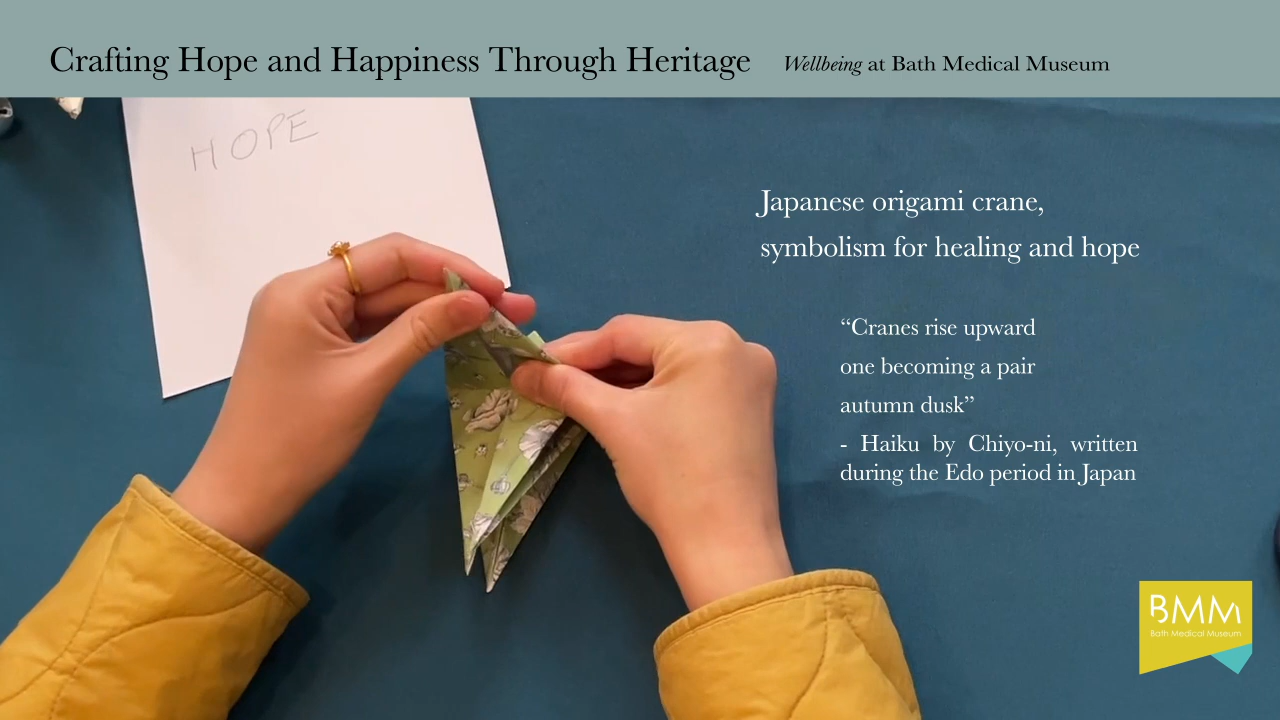 Crafting Hope and Happiness Through Heritage Wellbeing at Bath Medical Museum
HOPE
Japanese origami crane,
symbolism for healing and hope
“Cranes rise upward
one becoming a pair
autumn dusk”
- Haiku by Chiyo-ni, written
during the Edo period in Japan
BMM
Bath Medical Museum